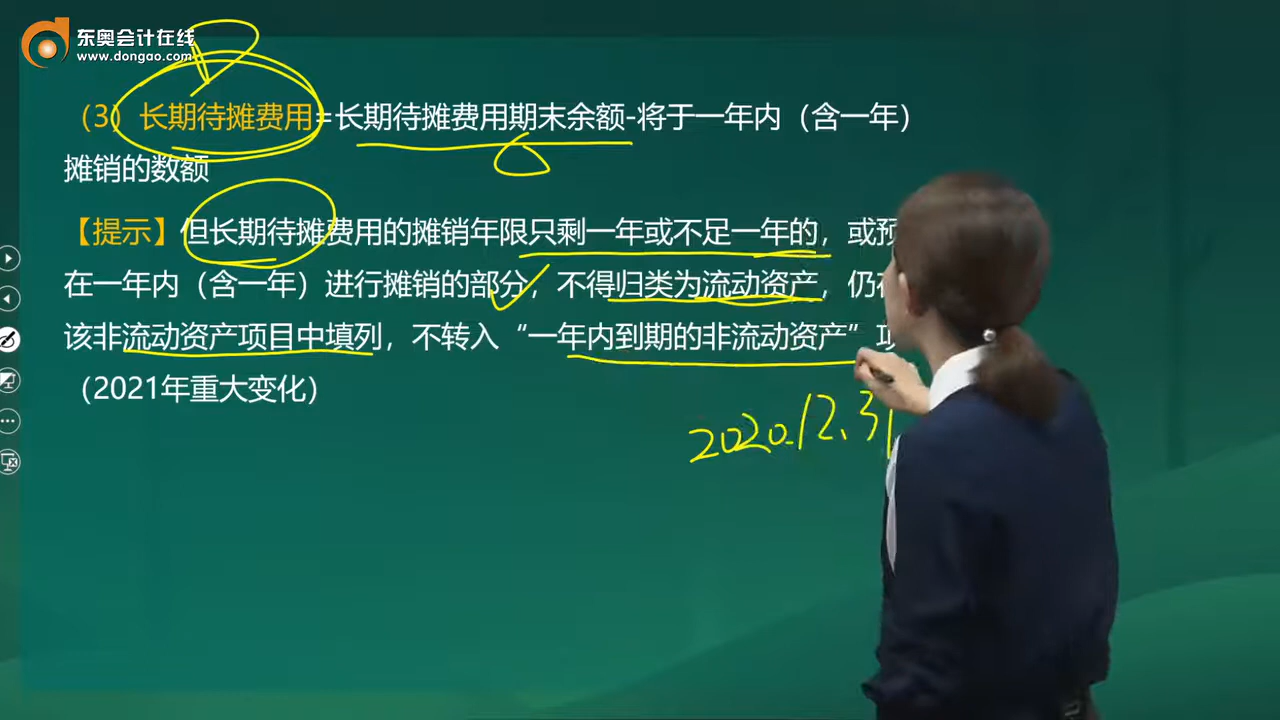 东奥会计在线
www.dongao.com
（3）长期待摊费用=长期待摊费用期末余额-将于一年内（含一年）
摊销的数额
【提示】但长期待摊费用的摊销年限只剩一年或不足一年的，或预
在一年内（含一年）进行摊销的部分，不得归类为流动资产，仍在
该非流动资产项目中填列，不转入“一年内到期的非流动资产”项
（2021年重大变化）
2020.12.31